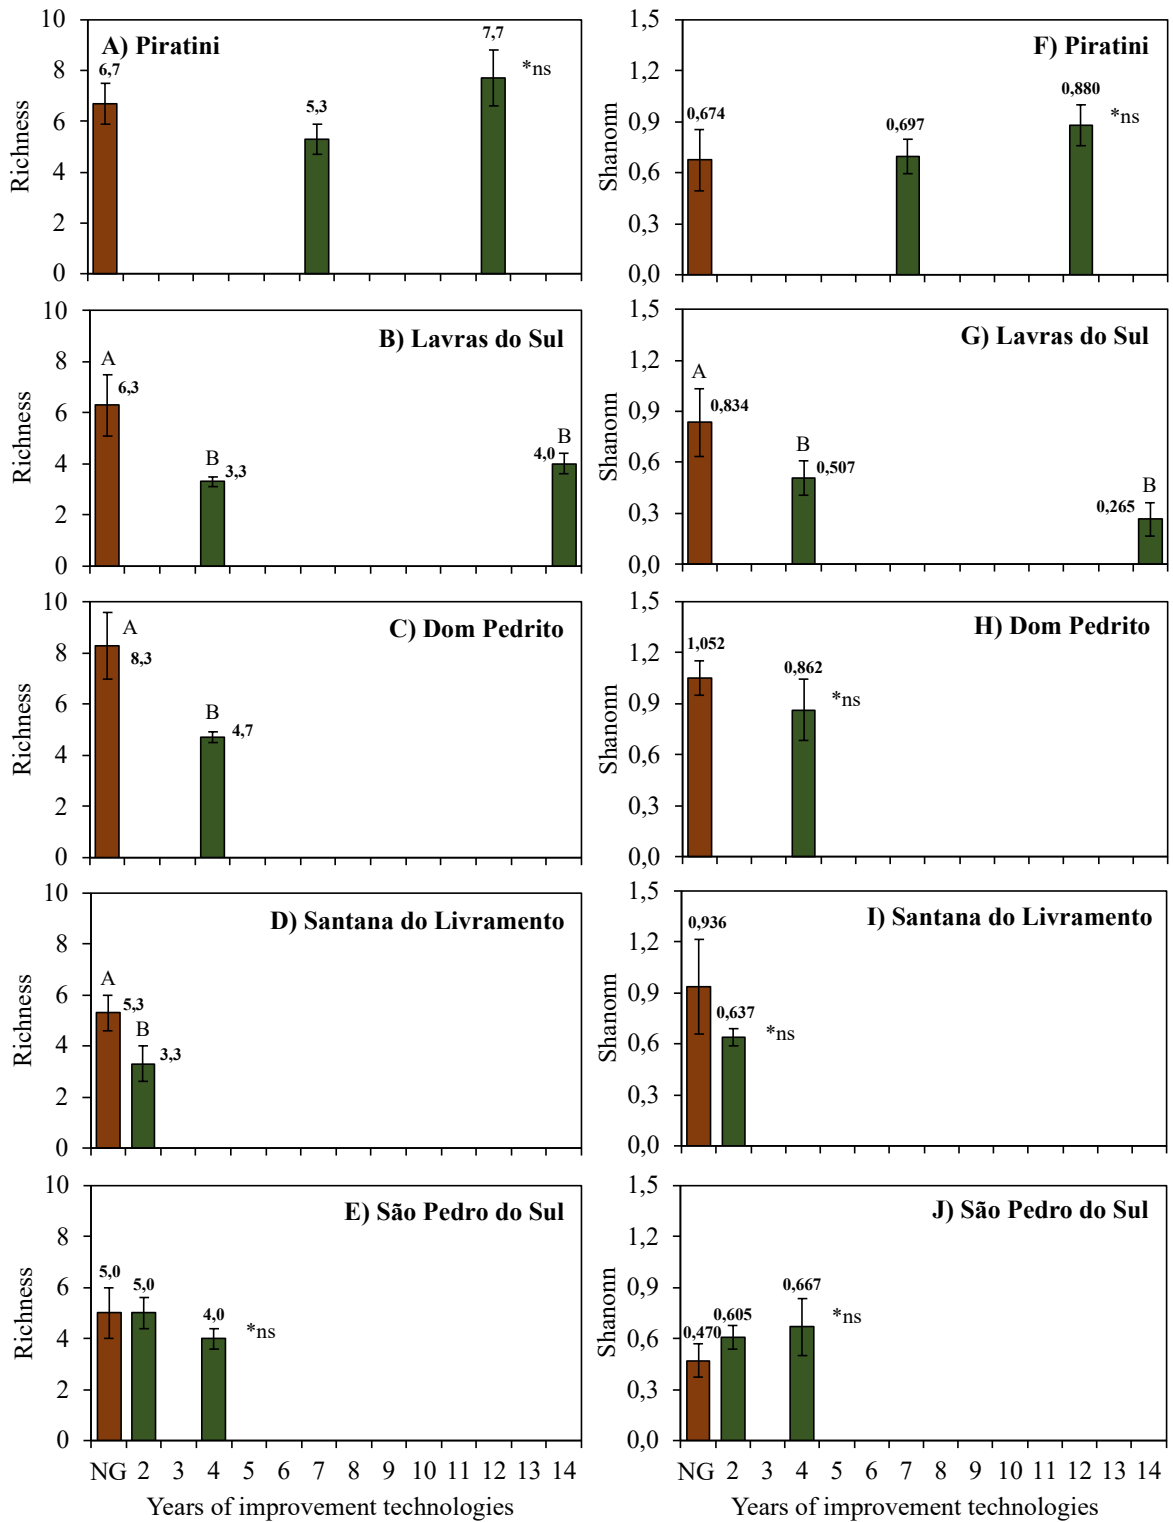 A) Piratini
Richness
10
8
6
4
2
0
6,7
5,3
7,7
*ns
F) Piratini
Shanonn
1,5
1,2
0,9
0,6
0,3
0,0
0,674
0,697
0,880
*ns
B) Lavras do Sul
Richness
10
8
6
4
2
0
A
6,3
B
3,3
B
4,0
G) Lavras do Sul
Shanonn
1,5
1,2
0,9
0,6
0,3
0,0
A
0,834
B
0,507
B
0,265
C) Dom Pedrito
Richness
10
8
6
4
2
0
A
8,3
B
4,7
H) Dom Pedrito
Shanonn
1,5
1,2
0,9
0,6
0,3
0,0
1,052
0,862
*ns
D) Santana do Livramento
Richness
10
8
6
4
2
0
A
5,3
B
3,3
I) Santana do Livramento
Shanonn
1,5
1,2
0,9
0,6
0,3
0,0
0,936
0,637
*ns
E) São Pedro do Sul
Richness
10
8
6
4
2
0
5,0
5,0
4,0
*ns
NG 2 3 4 5 6 7 8 9 10 11 12 13 14
Years of improvement technologies
J) São Pedro do Sul
Shanonn
1,5
1,2
0,9
0,6
0,3
0,0
0,470
0,605
0,667
*ns
NG 2 3 4 5 6 7 8 9 10 11 12 13 14
Years of improvement technologies